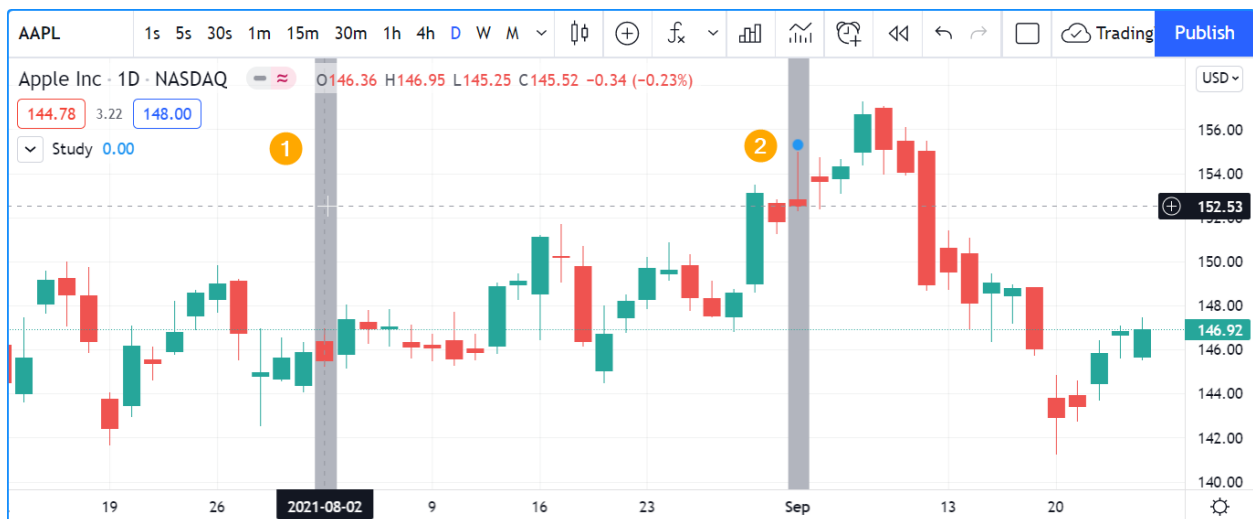 AAPL 1s 5s 30s 1m 15m 30m 1h 4h D W M fx Trading Publish
Apple Inc · 1D · NASDAQ O146.36 H146.95 L145.25 C145.52 −0.34 (−0.23%) USD
144.78 3.22 148.00
156.00
Study 0.00 1 2
154.00
152.53
152.00
150.00
148.00
146.92
146.00
144.00
142.00
140.00
19 26 2021-08-02 9 16 23 Sep 13 20